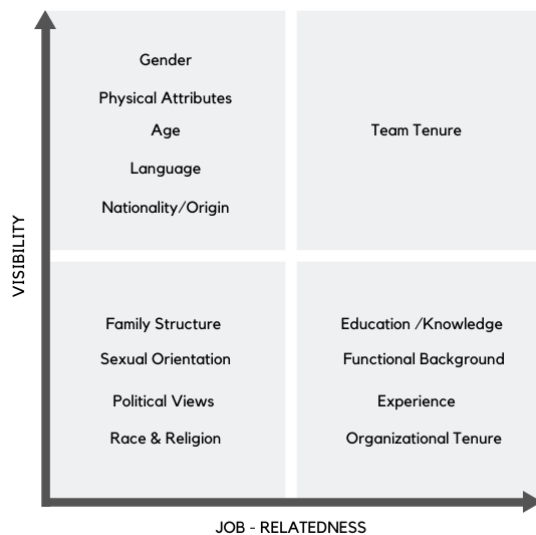 Gender
Physical Attributes
Age
Language
Nationality/Origin
Team Tenure
VISIBILITY
Family Structure
Sexual Orientation
Political Views
Race & Religion
Education /Knowledge
Functional Background
Experience
Organizational Tenure
JOB - RELATEDNESS